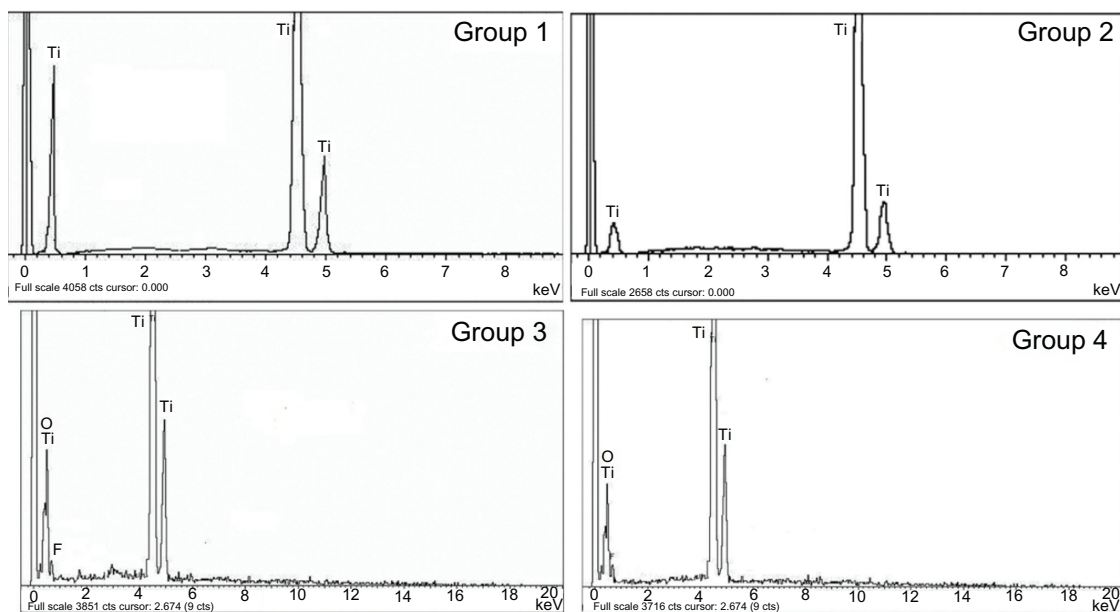 Group 1
Ti
Ti
Ti
0 1 2 3 4 5 6 7 8
keV
Full scale 4058 cts cursor: 0.000
Group 2
Ti
Ti
Ti
0 1 2 3 4 5 6 7 8
keV
Full scale 2658 cts cursor: 0.000
Group 3
Ti Ti
Ti
O
Ti
F
0 2 4 6 8 10 12 14 16 18 20
keV
Full scale 3851 cts cursor: 2.674 (9 cts)
Group 4
Ti Ti
Ti
O
Ti
F
0 2 4 6 8 10 12 14 16 18 20
keV
Full scale 3716 cts cursor: 2.674 (9 cts)